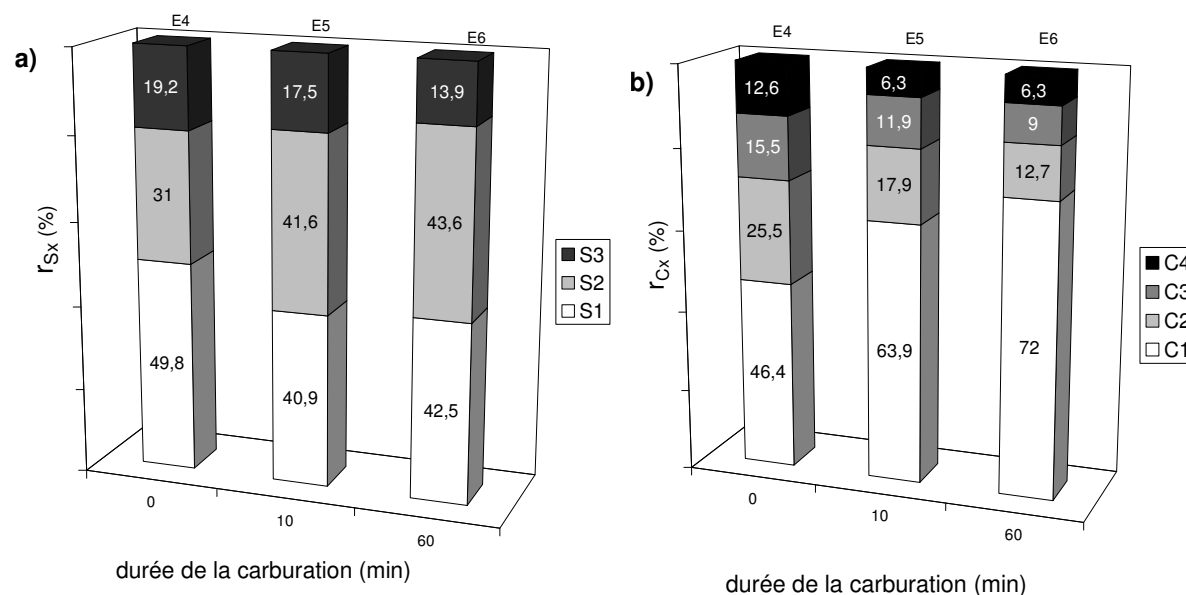 a)
E4
E5
E6
19,2
17,5
13,9
31
41,6
43,6
49,8
40,9
42,5
rSx (%)
S3
S2
S1
0
10
60
durée de la carburation (min)
b)
E4
E5
E6
12,6
6,3
6,3
15,5
11,9
9
25,5
17,9
12,7
46,4
63,9
72
rCx (%)
C4
C3
C2
C1
0
10
60
durée de la carburation (min)